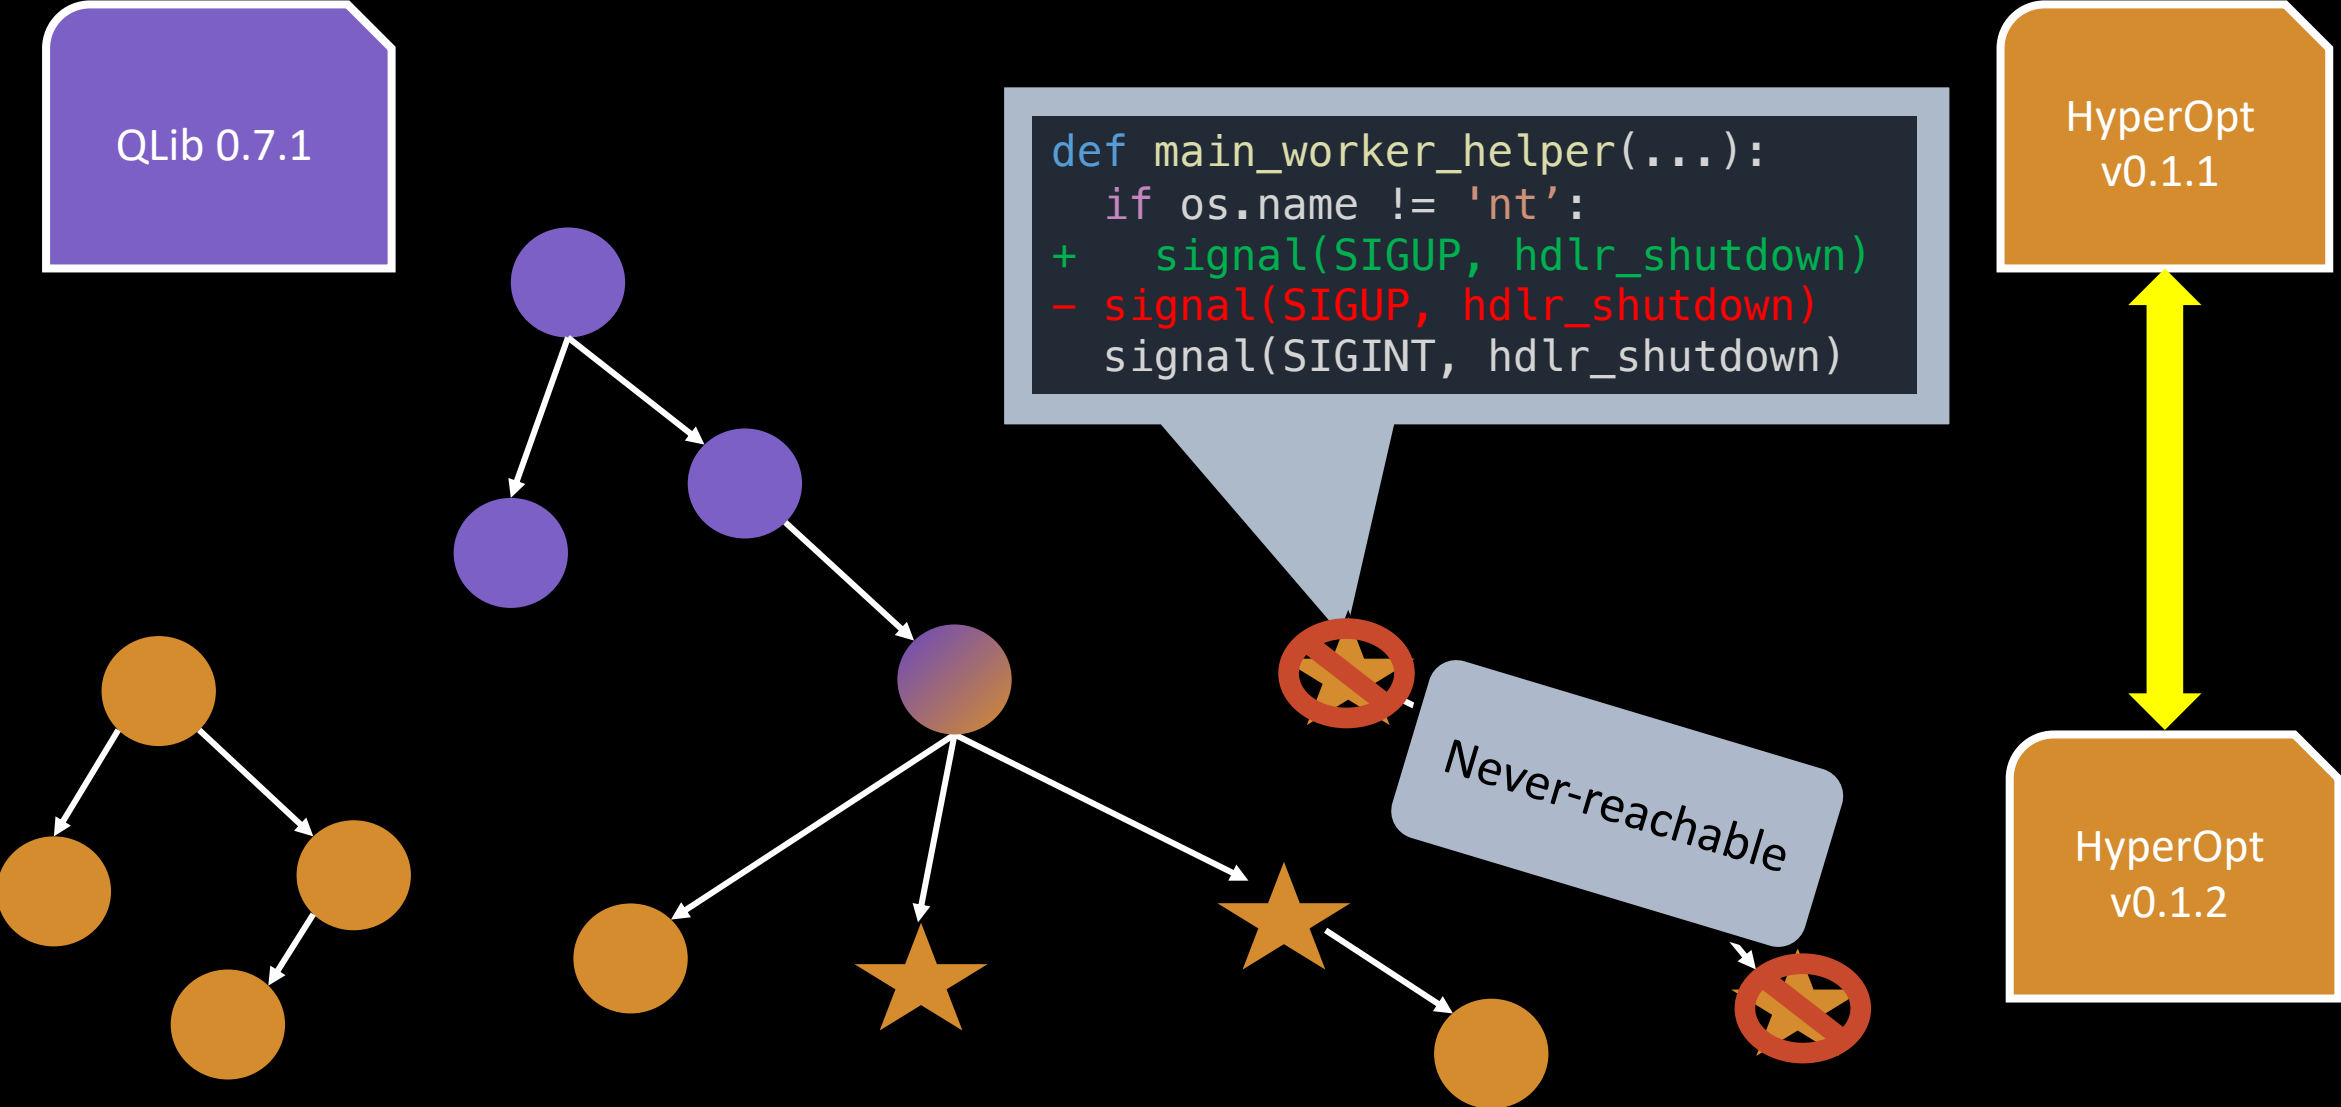 QLib 0.7.1
def main_worker_helper(...):
  if os.name != 'nt’:
+   signal(SIGUP, hdlr_shutdown)
– signal(SIGUP, hdlr_shutdown)
  signal(SIGINT, hdlr_shutdown)
HyperOpt
v0.1.1
Never-reachable
HyperOpt
v0.1.2